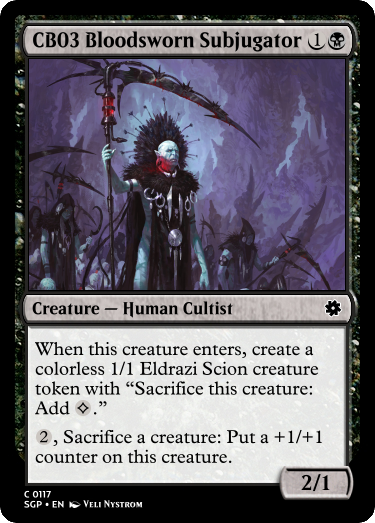 CB03 Bloodsworn Subjugator 1
Creature — Human Cultist
When this creature enters, create a
colorless 1/1 Eldrazi Scion creature
token with “Sacrifice this creature:
Add .”
2, Sacrifice a creature: Put a +1/+1
counter on this creature.
2/1
C 0117
SGP • EN Veli Nystrom